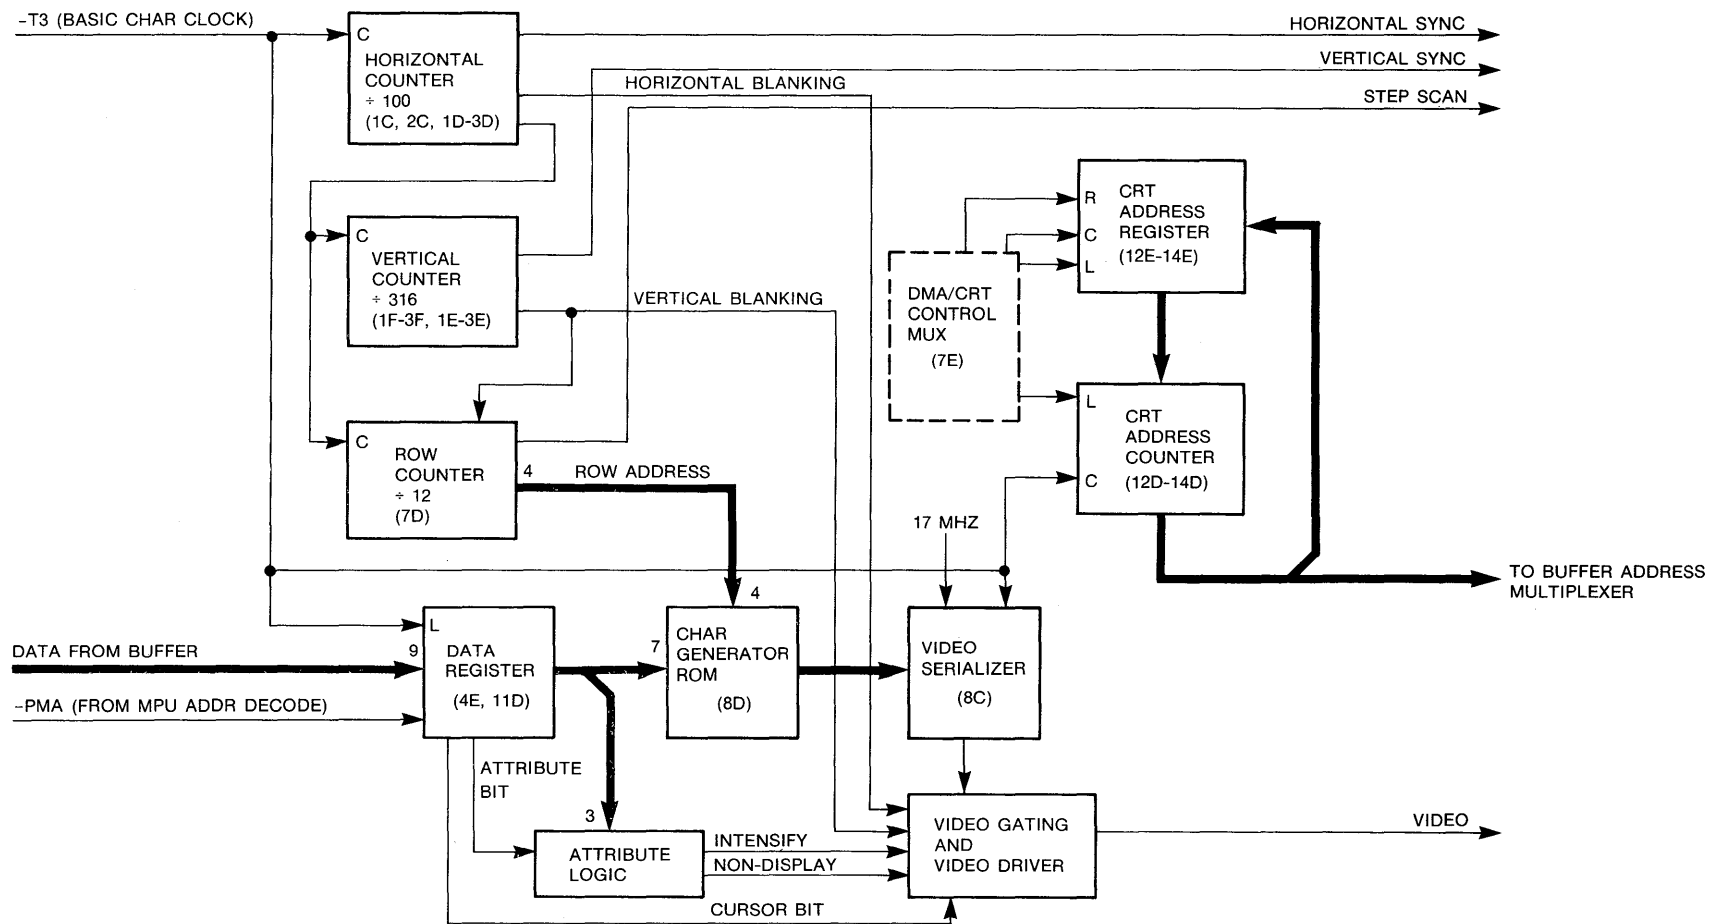 -T3 (BASIC CHAR CLOCK)
C
HORIZONTAL
COUNTER
÷ 100
(1C, 2C, 1D-3D)
HORIZONTAL SYNC
VERTICAL SYNC
HORIZONTAL BLANKING
STEP SCAN
C
VERTICAL
COUNTER
÷ 316
(1F-3F, 1E-3E)
VERTICAL BLANKING
C
ROW
COUNTER
÷ 12
(7D)
4
ROW ADDRESS
DMA/CRT
CONTROL
MUX
(7E)
R
C
L
CRT
ADDRESS
REGISTER
(12E-14E)
L
C
CRT
ADDRESS
COUNTER
(12D-14D)
17 MHZ
TO BUFFER ADDRESS
MULTIPLEXER
DATA FROM BUFFER
9
-PMA (FROM MPU ADDR DECODE)
L
DATA
REGISTER
(4E, 11D)
7
4
CHAR
GENERATOR
ROM
(8D)
VIDEO
SERIALIZER
(8C)
ATTRIBUTE
BIT
3
ATTRIBUTE
LOGIC
INTENSIFY
NON-DISPLAY
CURSOR BIT
VIDEO GATING
AND
VIDEO DRIVER
VIDEO